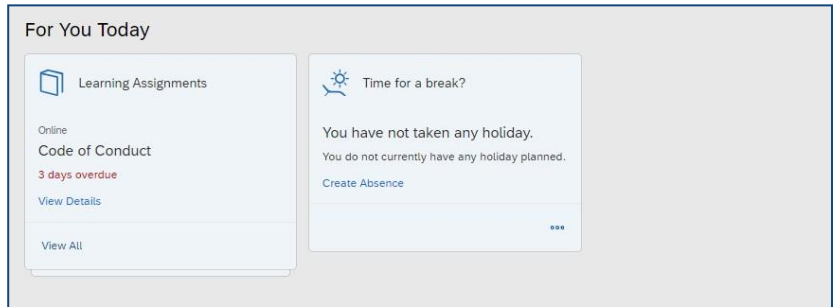 For You Today
Learning Assignments
Online
Code of Conduct
3 days overdue
View Details
View All
Time for a break?
You have not taken any holiday.
You do not currently have any holiday planned.
Create Absence